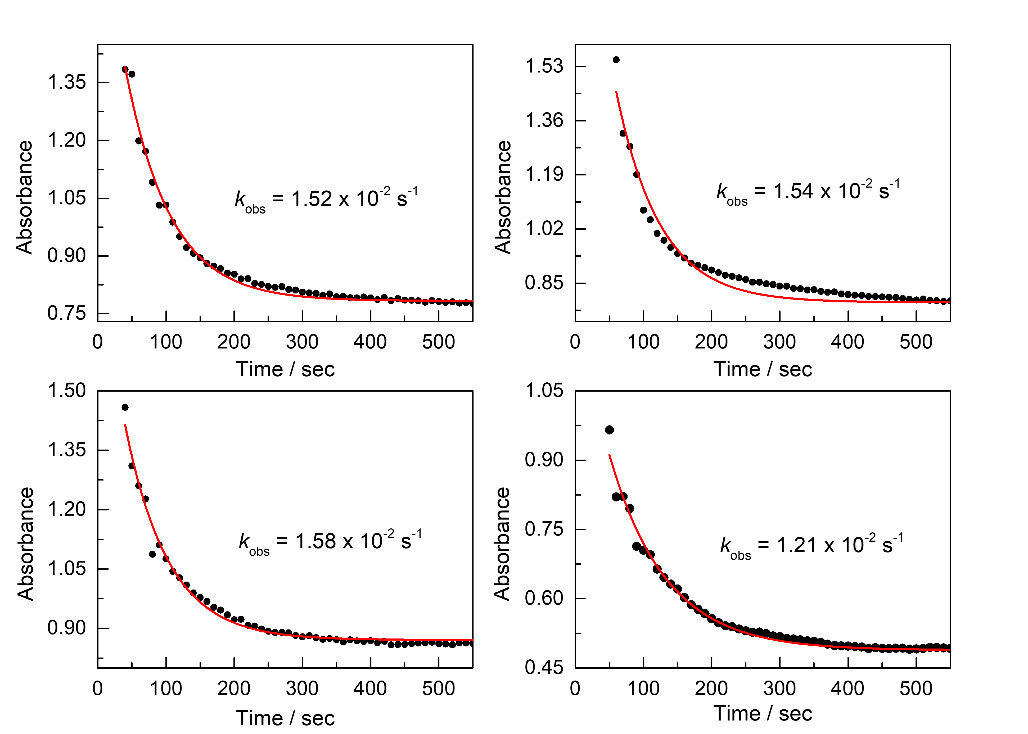 1.35
1.20
1.05
0.90
0.75
Absorbance
k_obs = 1.52 x 10^-2 s^-1
0 100 200 300 400 500
Time / sec
1.53
1.36
1.19
1.02
0.85
Absorbance
k_obs = 1.54 x 10^-2 s^-1
0 100 200 300 400 500
Time / sec
1.50
1.35
1.20
1.05
0.90
Absorbance
k_obs = 1.58 x 10^-2 s^-1
0 100 200 300 400 500
Time / sec
1.05
0.90
0.75
0.60
0.45
Absorbance
k_obs = 1.21 x 10^-2 s^-1
0 100 200 300 400 500
Time / sec